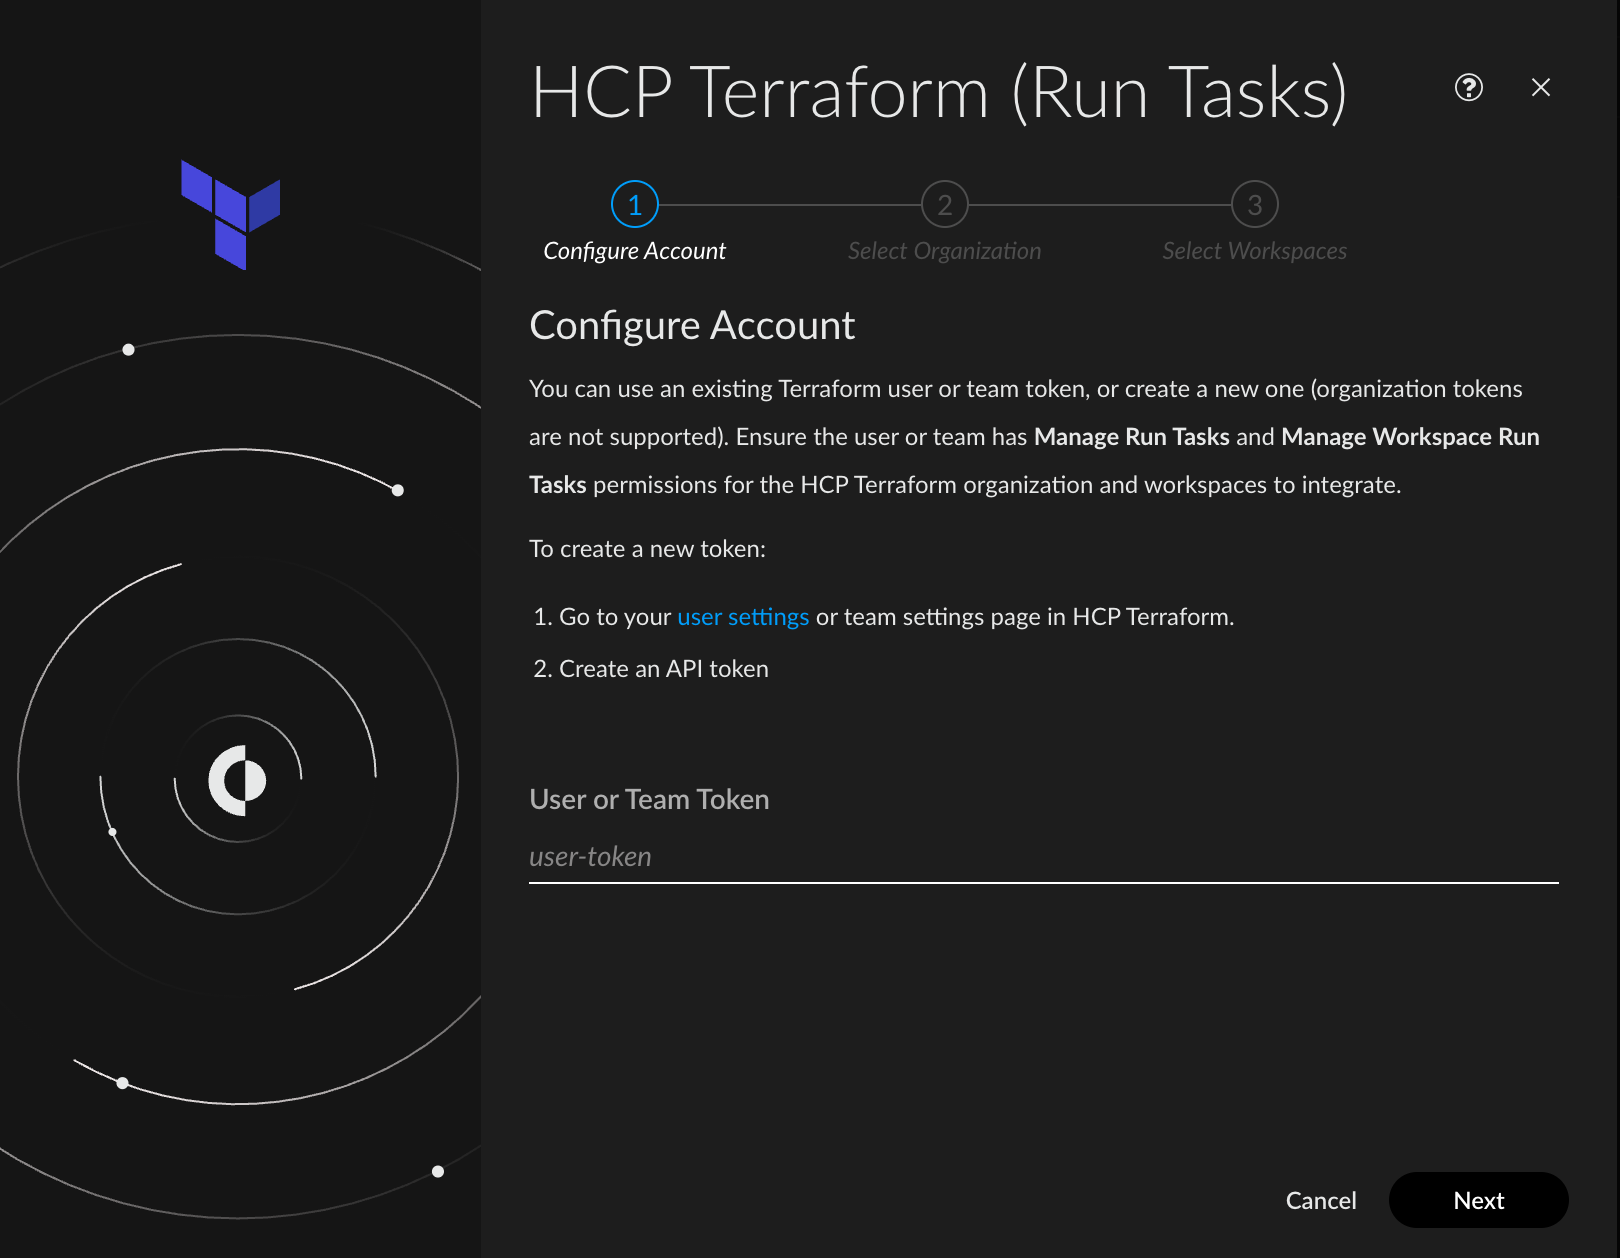 HCP Terraform (Run Tasks)
?
1
2
3
Configure Account
Select Organization
Select Workspaces
Configure Account
You can use an existing Terraform user or team token, or create a new one (organization tokens
are not supported). Ensure the user or team has Manage Run Tasks and Manage Workspace Run
Tasks permissions for the HCP Terraform organization and workspaces to integrate.
To create a new token:
1. Go to your user settings or team settings page in HCP Terraform.
2. Create an API token
User or Team Token
user-token
Cancel
Next